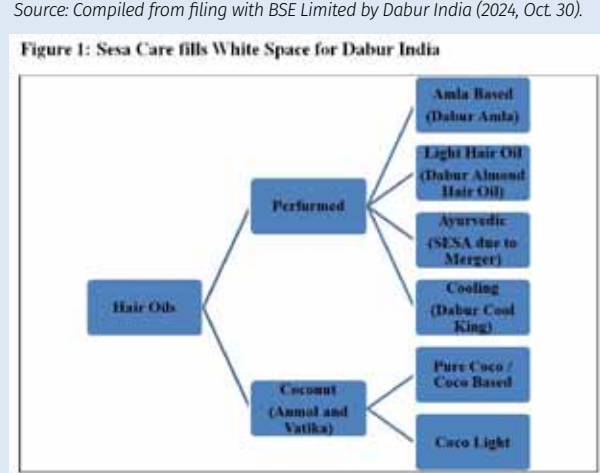 Source: Compiled from filing with BSE Limited by Dabur India (2024, Oct. 30).
Figure 1: Sesa Care fills White Space for Dabur India
Hair Oils
Perfumed
Amla Based
(Dabur Amla)
Light Hair Oil
(Dabur Almond
Hair Oil)
Ayurvedic
(SESA due to
Merger)
Cooling
(Dabur Cool
King)
Coconut
(Anmol and
Vatika)
Pure Coco /
Coco Based
Coco Light